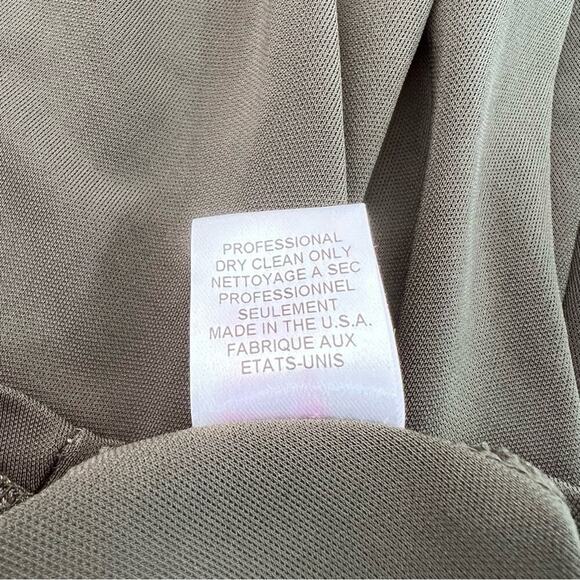 PROFESSIONAL
DRY CLEAN ONLY
NETTOYAGE A SEC
PROFESSIONNEL
SEULEMENT
MADE IN THE U.S.A.
FABRIQUE AUX
ETATS-UNIS